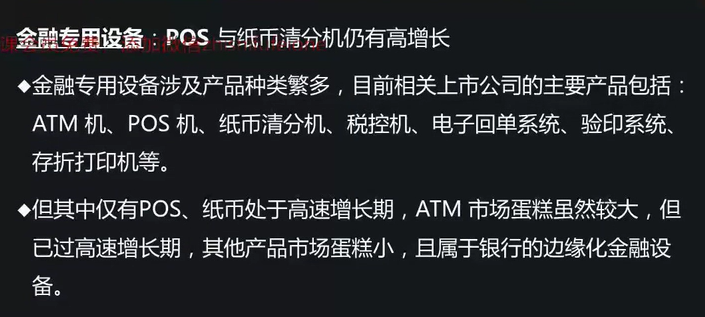 金融专用设备：POS 与纸币清分机仍有高增长
◆金融专用设备涉及产品种类繁多，目前相关上市公司的主要产品包括：
ATM 机、POS 机、纸币清分机、税控机、电子回单系统、验印系统、
存折打印机等。
◆但其中仅有POS、纸币处于高速增长期，ATM 市场蛋糕虽然较大，但
已过高速增长期，其他产品市场蛋糕小，且属于银行的边缘化金融设
备。